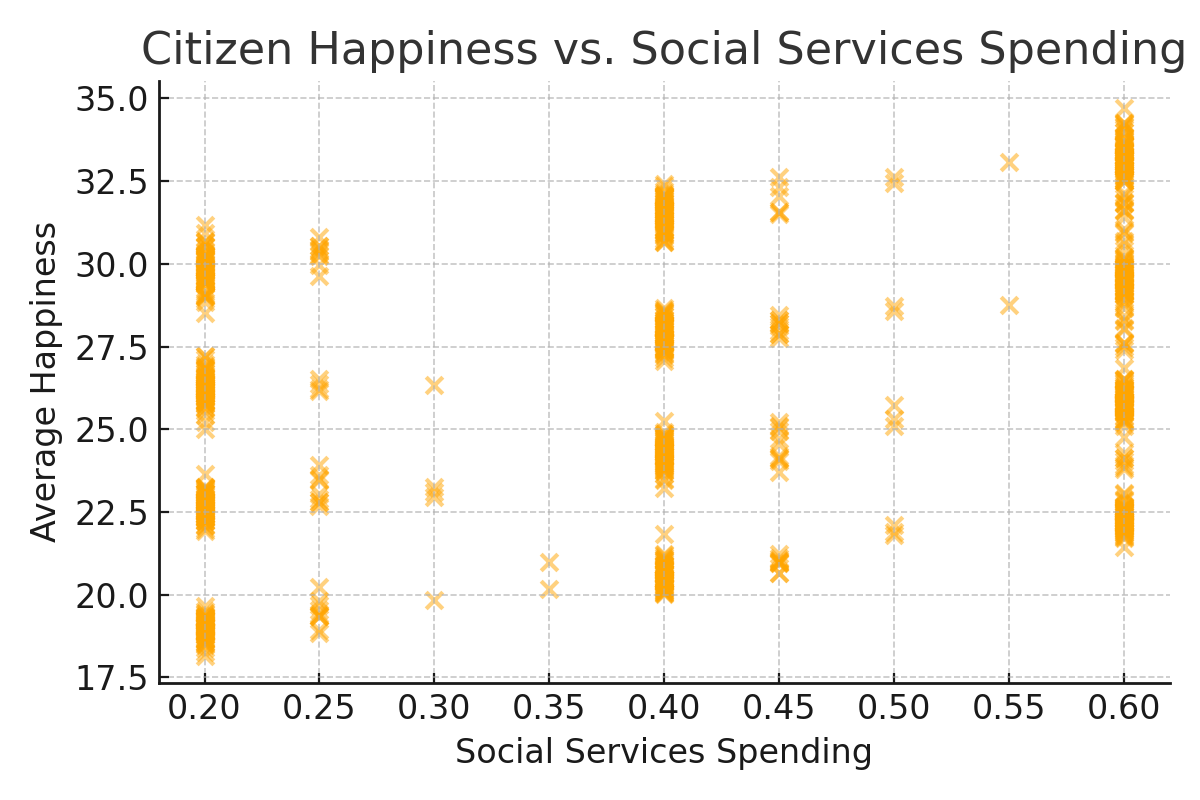 Citizen Happiness vs. Social Services Spending
Average Happiness
35.0
32.5
30.0
27.5
25.0
22.5
20.0
17.5
0.20 0.25 0.30 0.35 0.40 0.45 0.50 0.55 0.60
Social Services Spending